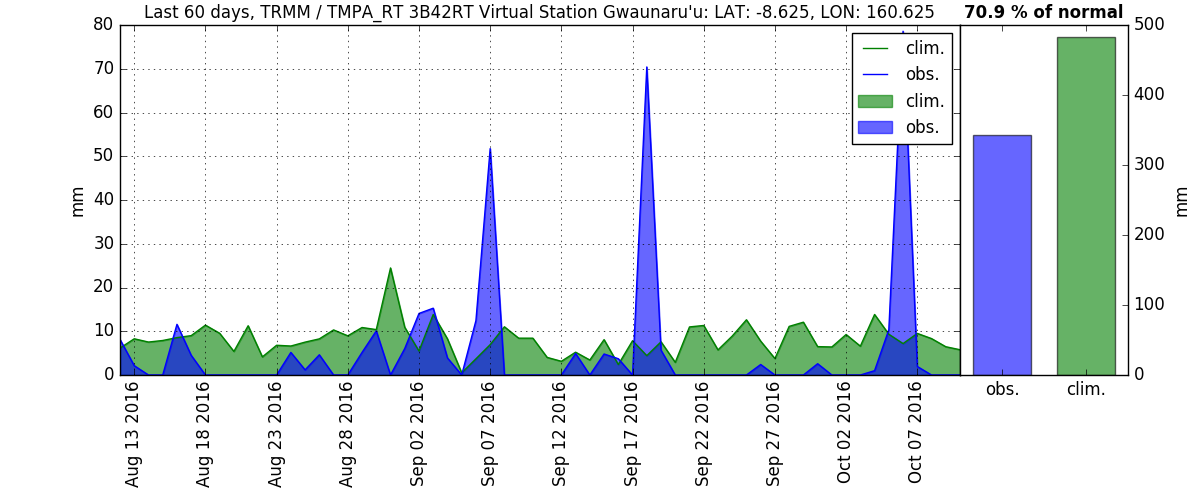 Last 60 days, TRMM / TMPA_RT 3B42RT Virtual Station Gwaunaru'u: LAT: -8.625, LON: 160.625
70.9 % of normal
80
70
60
50
40
30
20
10
0
mm
clim.
obs.
clim.
obs.
500
400
300
200
100
0
mm
obs.
clim.
Aug 13 2016
Aug 18 2016
Aug 23 2016
Aug 28 2016
Sep 02 2016
Sep 07 2016
Sep 12 2016
Sep 17 2016
Sep 22 2016
Sep 27 2016
Oct 02 2016
Oct 07 2016